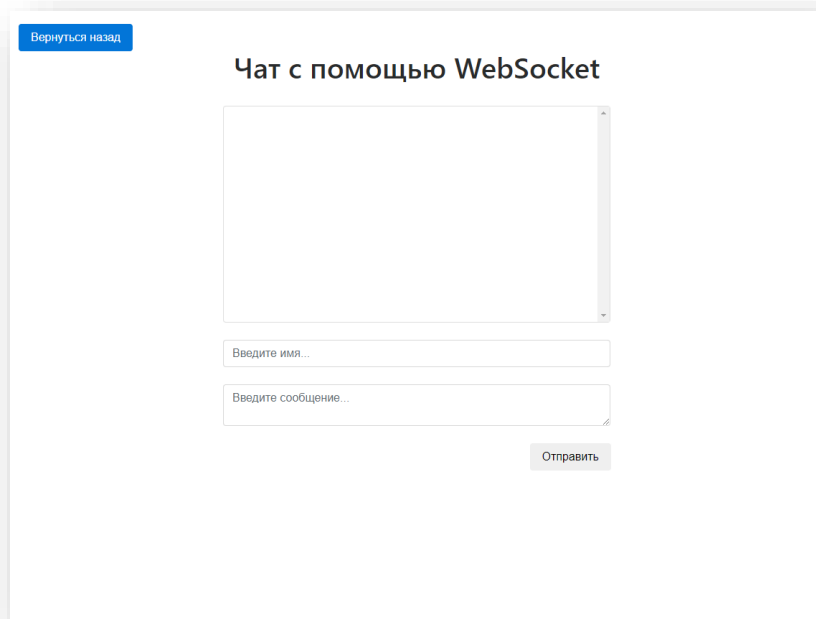 Вернуться назад
Чат с помощью WebSocket
Введите имя...
Введите сообщение...
Отправить